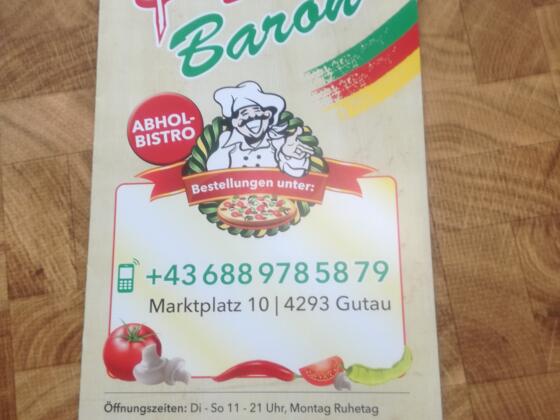 Baron
ABHOL-
BISTRO
Bestellungen unter:
+43 688 978 58 79
Marktplatz 10 | 4293 Gutau
Öffnungszeiten: Di - So 11 - 21 Uhr, Montag Ruhetag